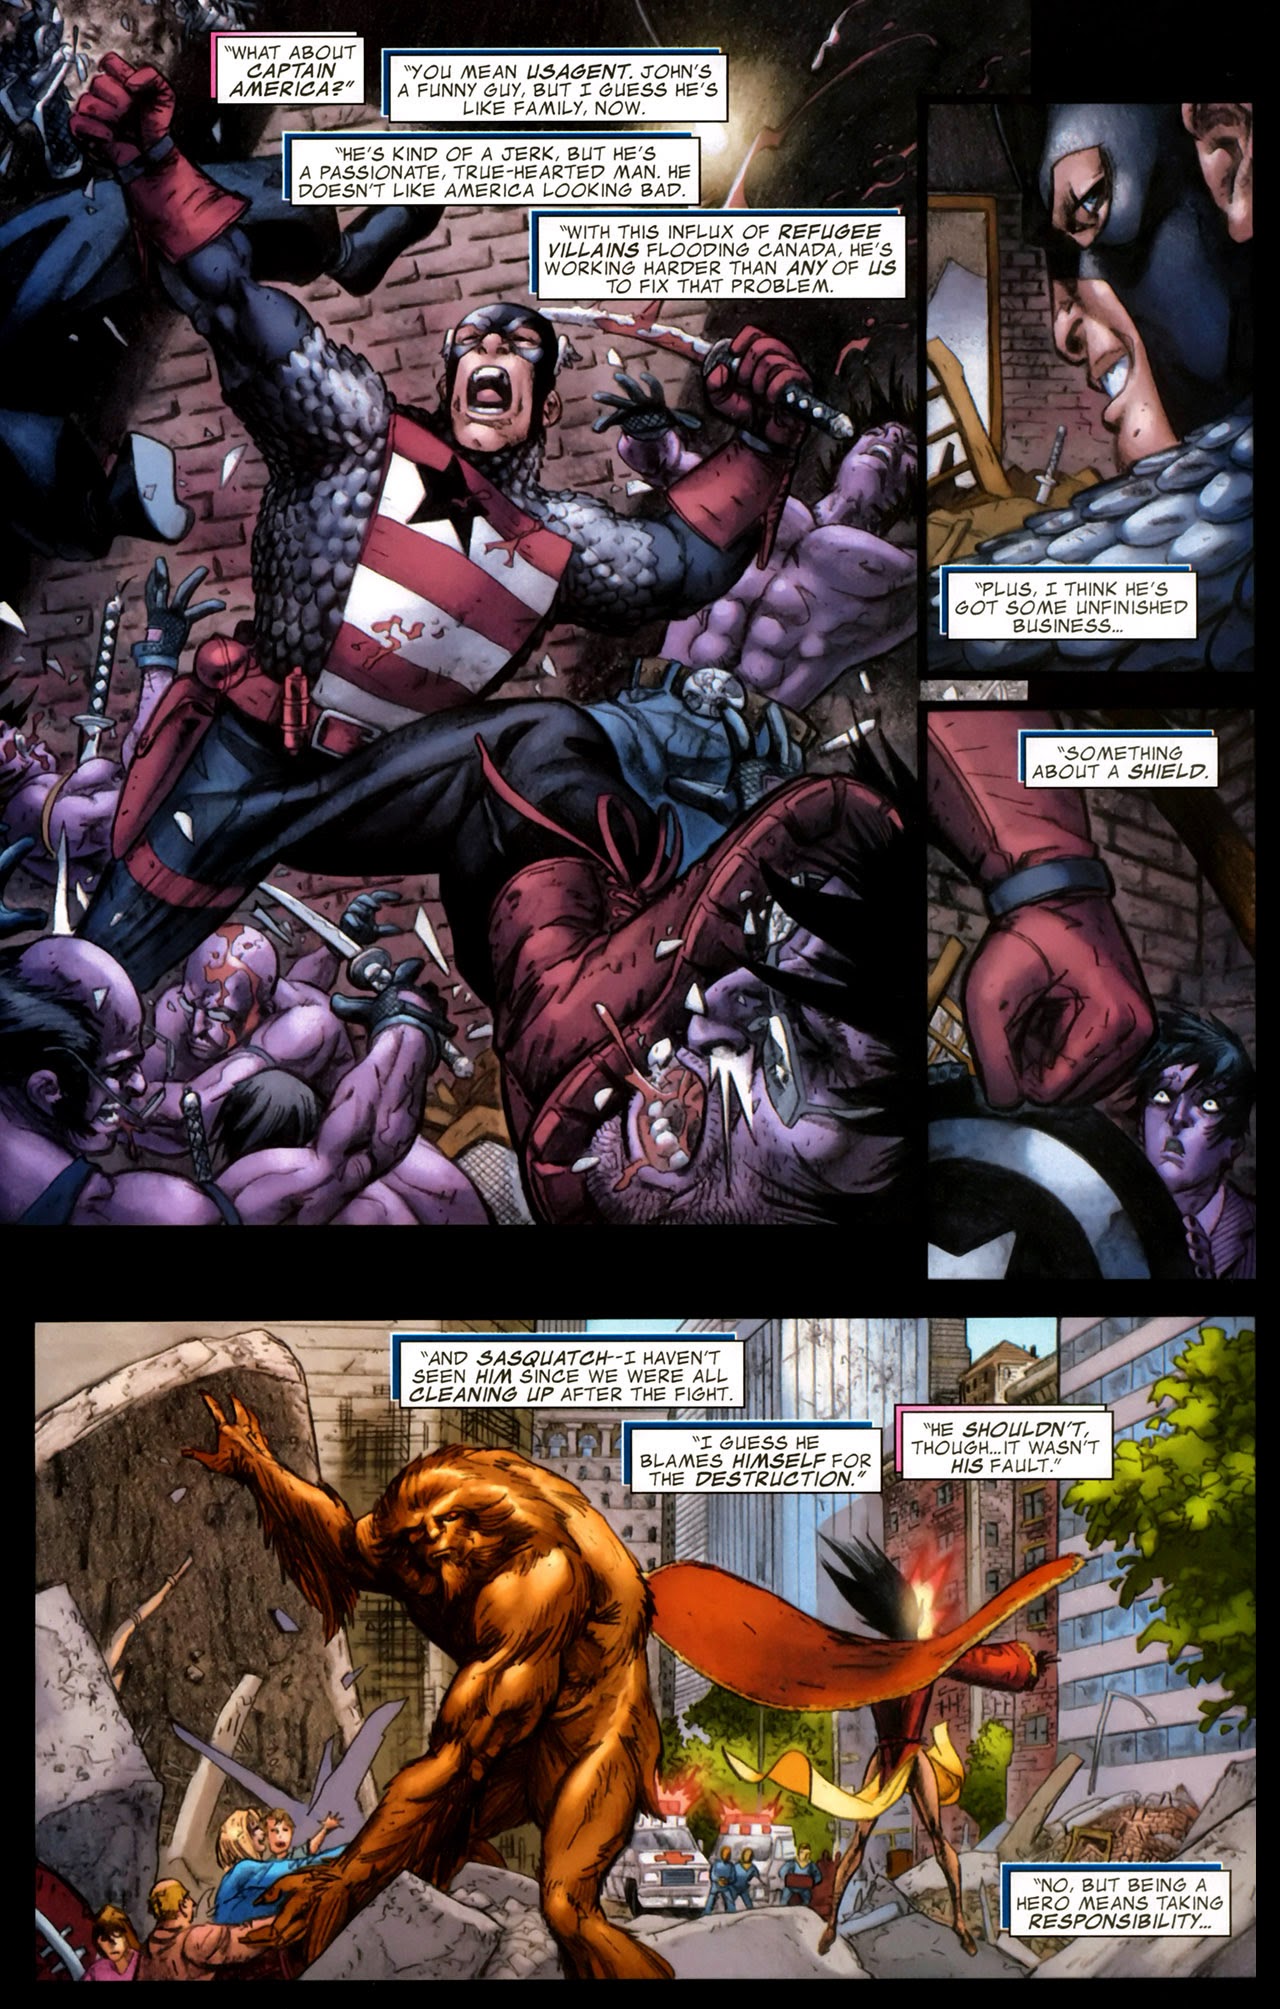 "WHAT ABOUT
CAPTAIN
AMERICA?"
"YOU MEAN USAGENT. JOHN'S
A FUNNY GUY, BUT I GUESS HE'S
LIKE FAMILY, NOW.
"HE'S KIND OF A JERK, BUT HE'S
A PASSIONATE, TRUE-HEARTED MAN. HE
DOESN'T LIKE AMERICA LOOKING BAD.
"WITH THIS INFLUX OF REFUGEE
VILLAINS FLOODING CANADA, HE'S
WORKING HARDER THAN ANY OF US
TO FIX THAT PROBLEM.
"PLUS, I THINK HE'S
GOT SOME UNFINISHED
BUSINESS...
"SOMETHING
ABOUT A SHIELD.
"AND SASQUATCH--I HAVEN'T
SEEN HIM SINCE WE WERE ALL
CLEANING UP AFTER THE FIGHT.
"I GUESS HE
BLAMES HIMSELF FOR
THE DESTRUCTION."
"HE SHOULDN'T,
THOUGH...IT WASN'T
HIS FAULT."
"NO, BUT BEING A
HERO MEANS TAKING
RESPONSIBILITY...